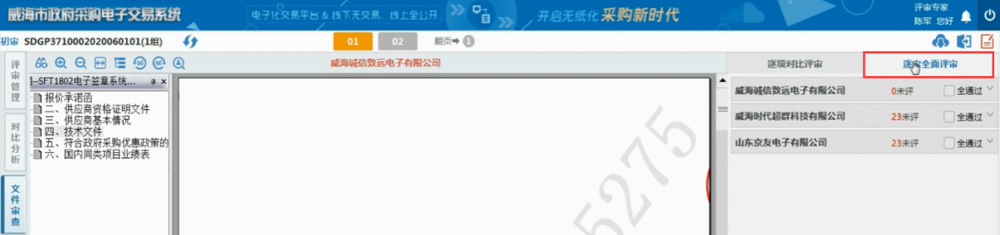 威海市政府采购电子交易系统
电子化交易平台 & 线下无交易、线上全公开
开启无纸化 采购新时代
评审专家
陈军 您好
初审 SDGP3710002020060101(1组)
01
02
翻页➡ 1
评审管理
对比分析
文件审查
威海诚信致远电子有限公司
--SFT1802电子签章系统...
报价承诺函
二、供应商资格证明文件
三、供应商基本情况
四、技术文件
五、符合政府采购优惠政策的
六、国内同类项目业绩表
5275
逐项对比评审
逐家全面评审
威海诚信致远电子有限公司 0未评 全通过
威海时代超群科技有限公司 23未评 全通过
山东京友电子有限公司 23未评 全通过